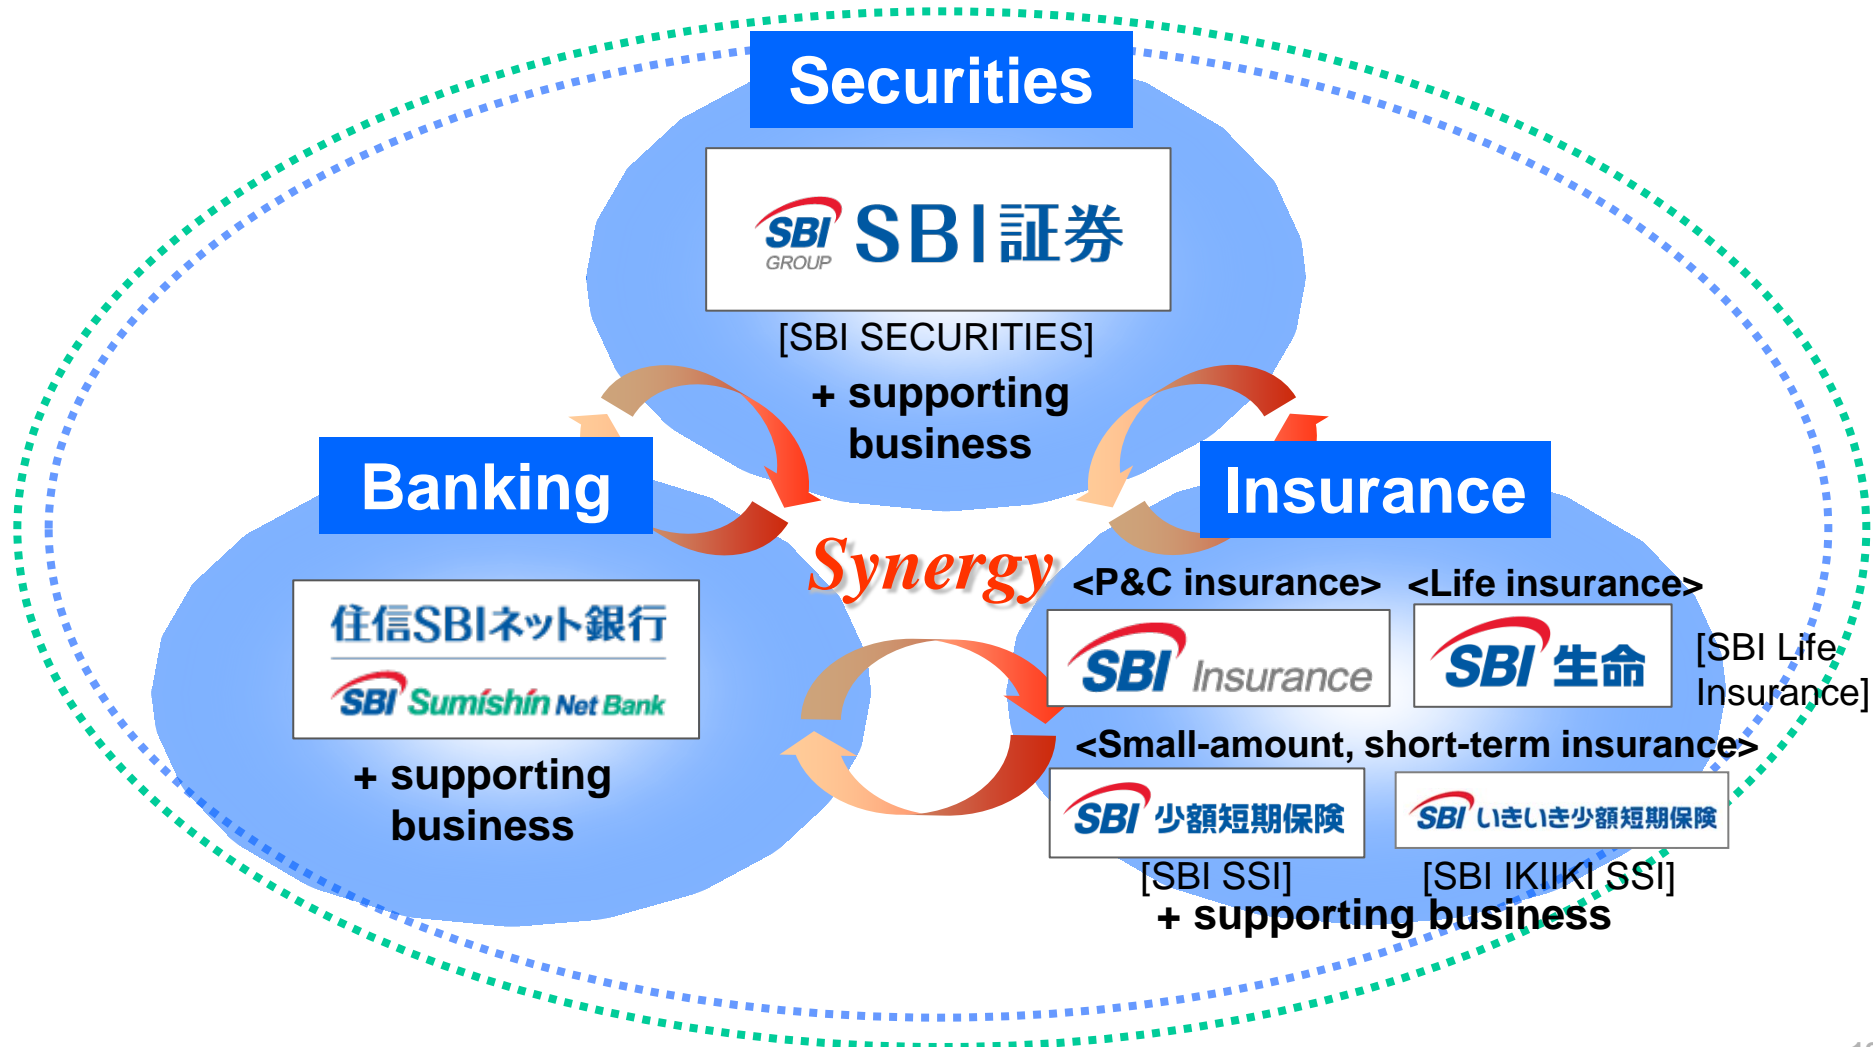 Securities
SBI GROUP SBI証券
[SBI SECURITIES]
+ supporting
business
Banking
住信SBIネット銀行
SBI Sumishin Net Bank
+ supporting
business
Synergy
Insurance
<P&C insurance> <Life insurance>
SBI Insurance
SBI 生命
[SBI Life
Insurance]
<Small-amount, short-term insurance>
SBI 少額短期保険
SBI いきいき少額短期保険
[SBI SSI]
[SBI IKIIKI SSI]
+ supporting business